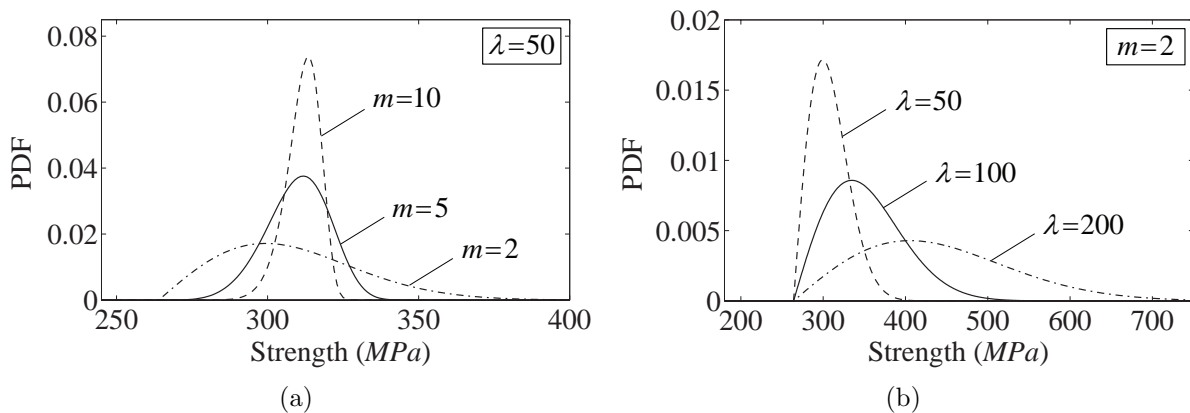 0.08
0.06
0.04
0.02
0
PDF
λ=50
m=10
m=5
m=2
250
300
350
400
Strength (MPa)
(a)
0.02
0.015
0.01
0.005
0
PDF
m=2
λ=50
λ=100
λ=200
200
300
400
500
600
700
Strength (MPa)
(b)